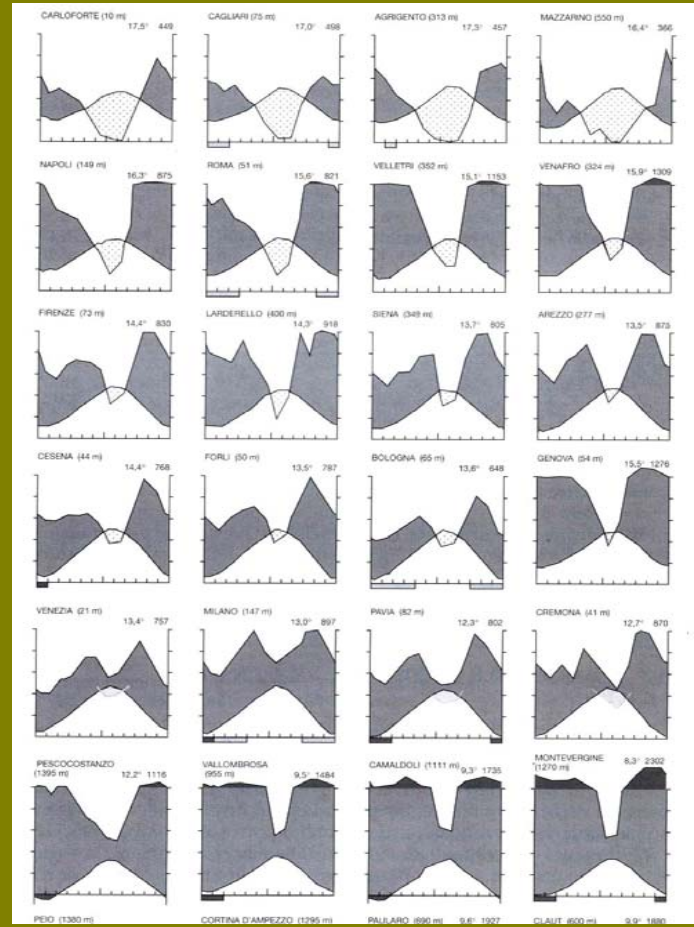 CARLOFORTE (10 m)
17,5° 449
CAGLIARI (75 m)
17,0° 498
AGRIGENTO (313 m)
17,3° 457
MAZZARINO (550 m)
16,4° 366
NAPOLI (149 m)
16,3° 875
ROMA (51 m)
15,6° 821
VELLETRI (352 m)
15,1° 1153
VENAFRO (324 m)
15,9° 1309
FIRENZE (73 m)
14,4° 830
LARDERELLO (400 m)
14,3° 918
SIENA (349 m)
13,7° 805
AREZZO (277 m)
13,5° 873
CESENA (44 m)
14,4° 768
FORLÌ (50 m)
13,5° 787
BOLOGNA (65 m)
13,6° 648
GENOVA (54 m)
15,5° 1276
VENEZIA (21 m)
13,4° 757
MILANO (147 m)
13,0° 897
PAVIA (82 m)
12,3° 802
CREMONA (41 m)
12,7° 870
PESCOCOSTANZO
(1395 m) 12,2° 1116
VALLOMBROSA
(955 m) 9,5° 1484
CAMALDOLI (1111 m)
9,3° 1735
MONTEVERGINE
(1270 m) 8,3° 2302
PEIO (1380 m)
CORTINA D'AMPEZZO (1295 m)
PAULARO (690 m) 9,6° 1927
CLAUT (600 m) 9,9° 1880